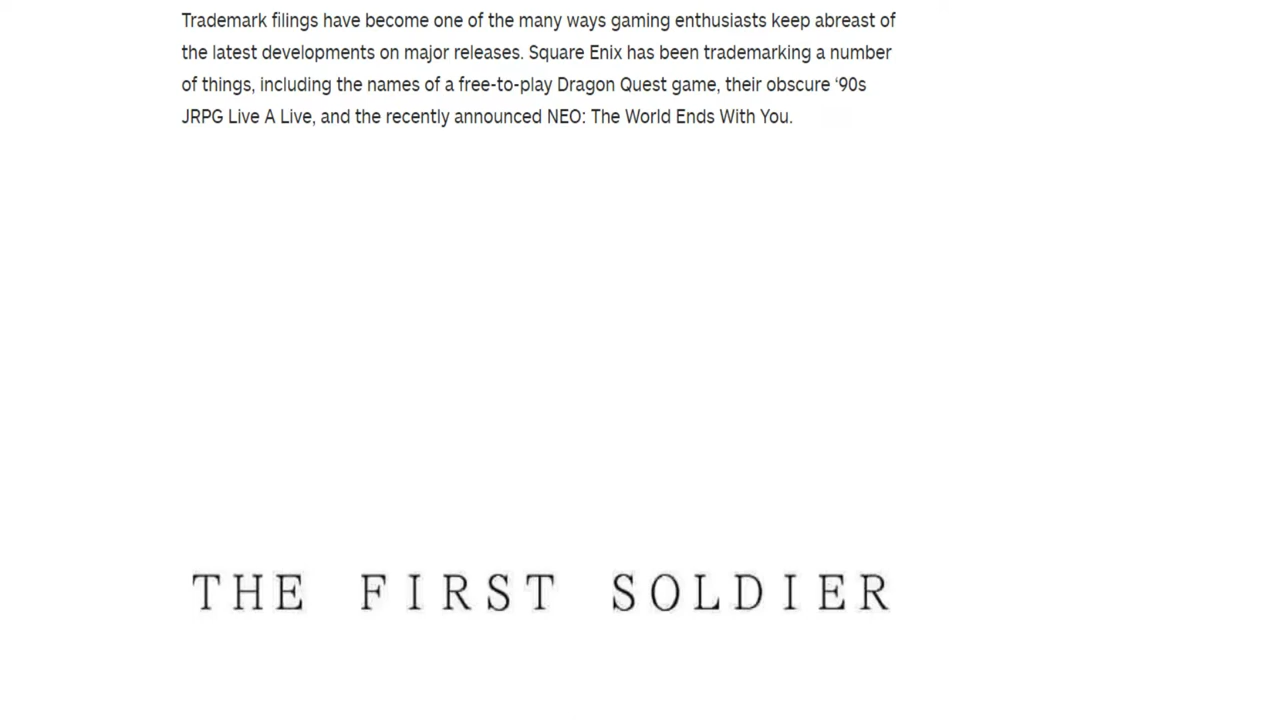 Trademark filings have become one of the many ways gaming enthusiasts keep abreast of
the latest developments on major releases. Square Enix has been trademarking a number
of things, including the names of a free-to-play Dragon Quest game, their obscure ‘90s
JRPG Live A Live, and the recently announced NEO: The World Ends With You.
THE FIRST SOLDIER